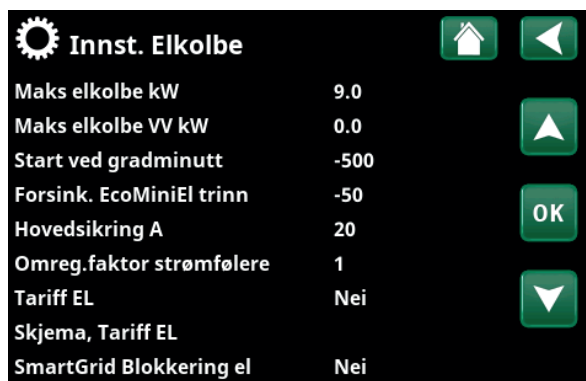 Innst. Elkolbe
Maks elkolbe kW 9.0
Maks elkolbe VV kW 0.0
Start ved gradminutt -500
Forsink. EcoMiniEl trinn -50
OK
Hovedsikring A 20
Omreg.faktor strømfølere 1
Tariff EL Nei
Skjema, Tariff EL
SmartGrid Blokkering el Nei